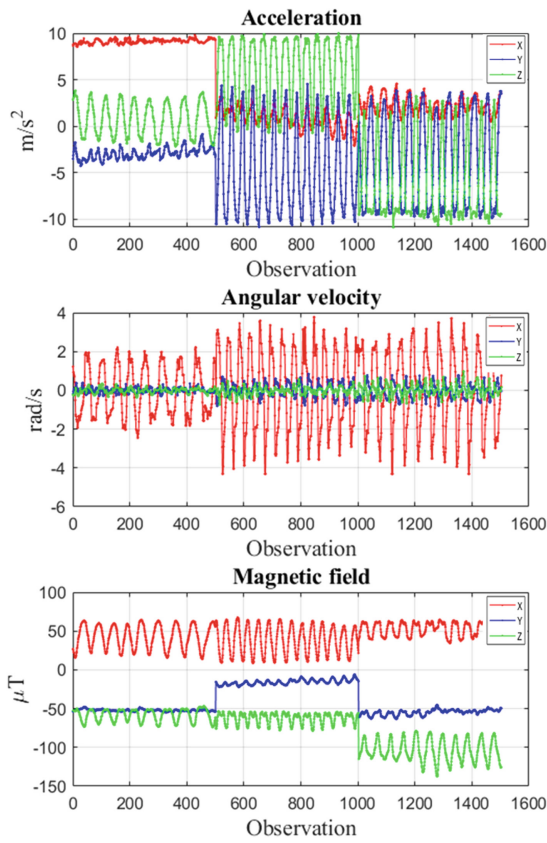 Acceleration
10
5
0
-5
-10
m/s²
X
Y
Z
0 200 400 600 800 1000 1200 1400 1600
Observation
Angular velocity
4
2
0
-2
-4
-6
rad/s
X
Y
Z
0 200 400 600 800 1000 1200 1400 1600
Observation
Magnetic field
100
50
0
-50
-100
-150
μT
X
Y
Z
0 200 400 600 800 1000 1200 1400 1600
Observation